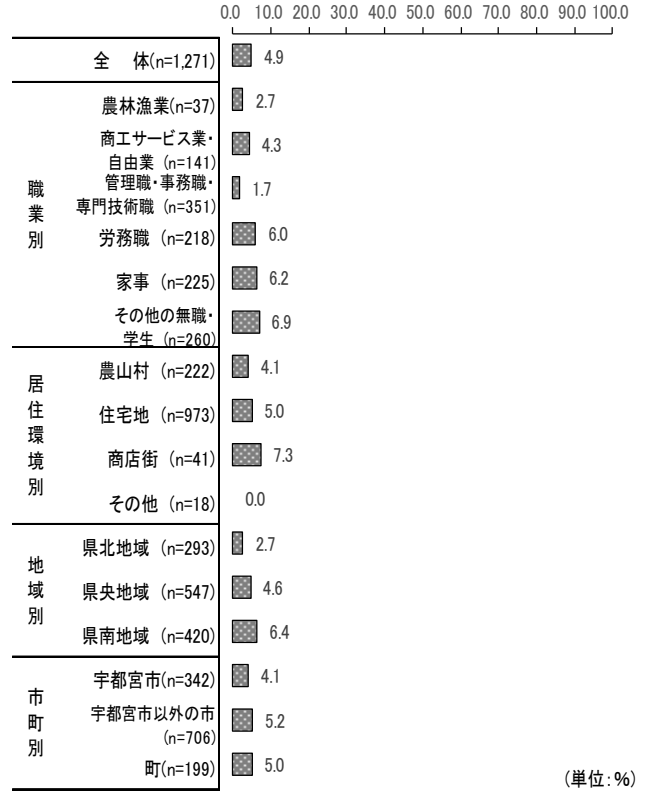 0.0 10.0 20.0 30.0 40.0 50.0 60.0 70.0 80.0 90.0 100.0
全　体(n=1,271) 4.9
職業別
農林漁業(n=37) 2.7
商工サービス業・
自由業 (n=141) 4.3
管理職・事務職・
専門技術職 (n=351) 1.7
労務職 (n=218) 6.0
家事 (n=225) 6.2
その他の無職・
学生 (n=260) 6.9
居住環境別
農山村 (n=222) 4.1
住宅地 (n=973) 5.0
商店街 (n=41) 7.3
その他 (n=18) 0.0
地域別
県北地域 (n=293) 2.7
県央地域 (n=547) 4.6
県南地域 (n=420) 6.4
市町別
宇都宮市(n=342) 4.1
宇都宮市以外の市
(n=706) 5.2
町(n=199) 5.0
(単位:%)